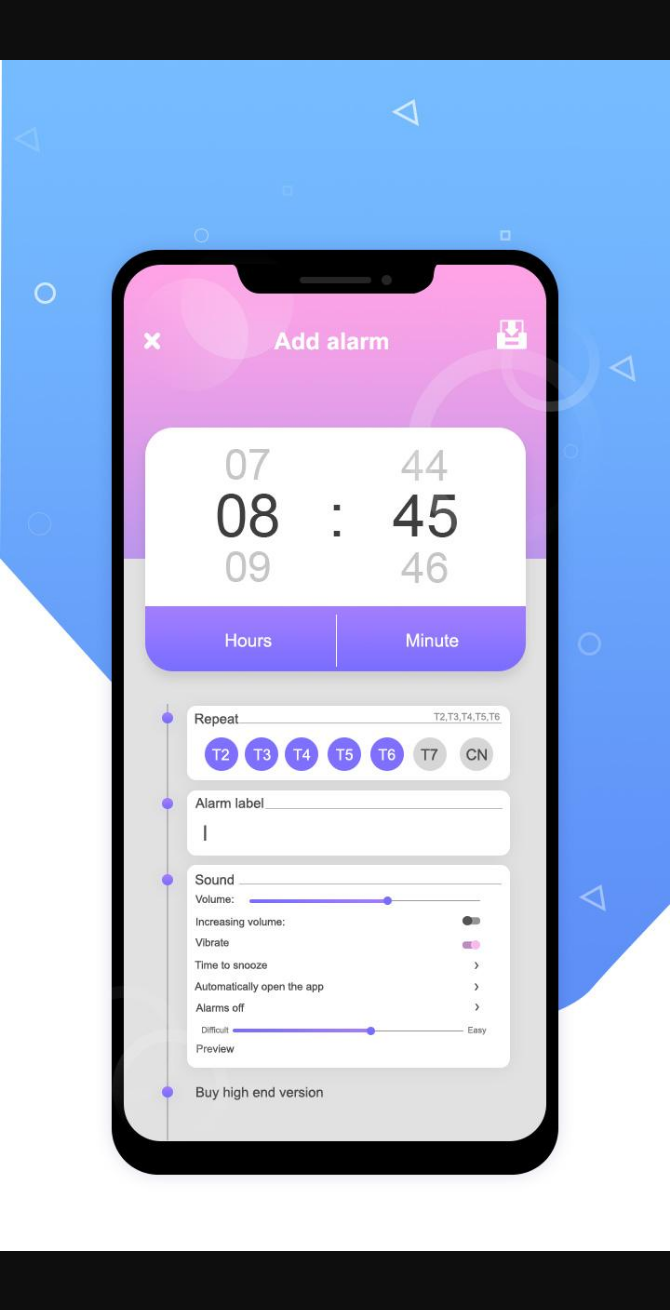 Add alarm
07 44
08 : 45
09 46
Hours Minute
Repeat T2,T3,T4,T5,T6
T2 T3 T4 T5 T6 T7 CN
Alarm label
Sound
Volume:
Increasing volume:
Vibrate
Time to snooze
Automatically open the app
Alarms off
Difficult Easy
Preview
Buy high end version